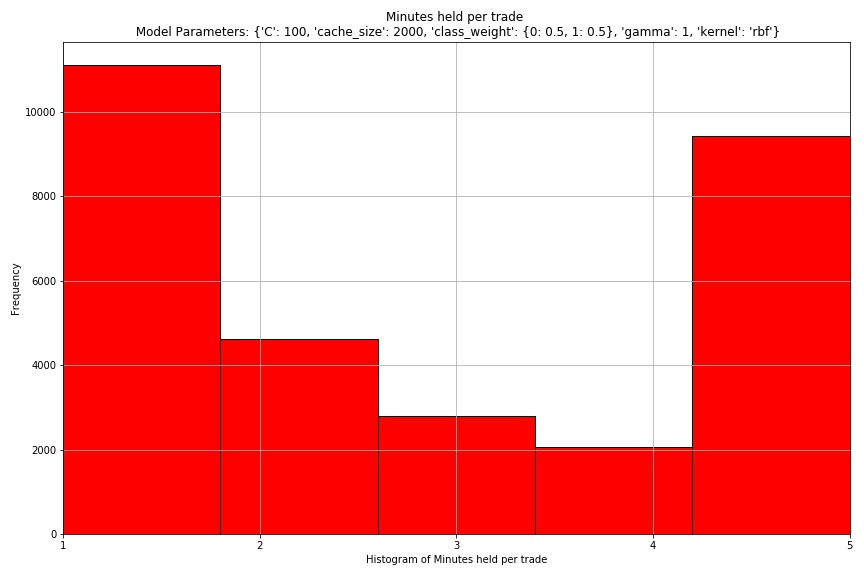 Minutes held per trade
Model Parameters: {'C': 100, 'cache_size': 2000, 'class_weight': {0: 0.5, 1: 0.5}, 'gamma': 1, 'kernel': 'rbf'}
10000
8000
6000
4000
2000
0
Frequency
1 2 3 4 5
Histogram of Minutes held per trade